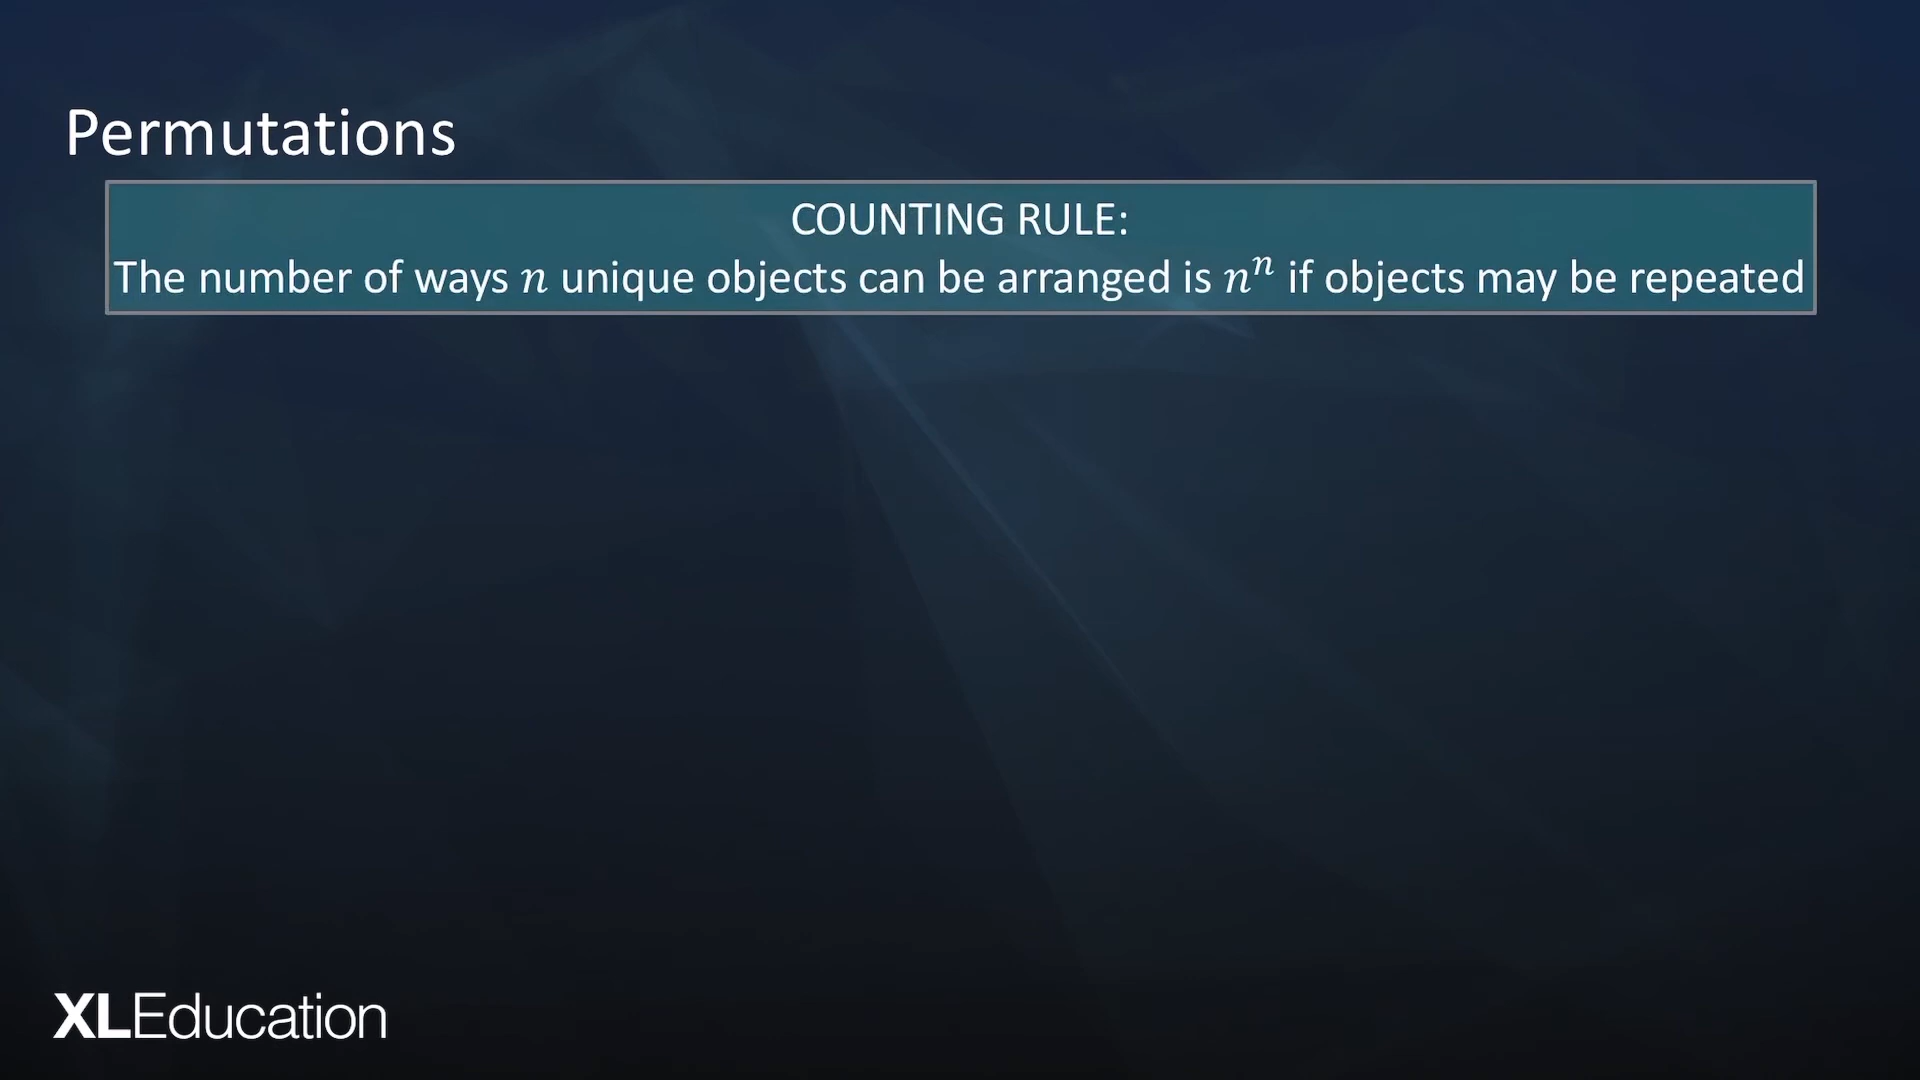 Permutations
COUNTING RULE:
The number of ways n unique objects can be arranged is nⁿ if objects may be repeated
XLEducation